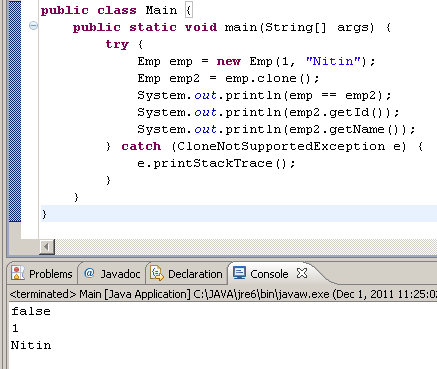 public class Main {
public static void main(String[] args) {
try {
Emp emp = new Emp(1, "Nitin");
Emp emp2 = emp.clone();
System.out.println(emp == emp2);
System.out.println(emp2.getId());
System.out.println(emp2.getName());
} catch (CloneNotSupportedException e) {
e.printStackTrace();
}
}
}
Problems @ Javadoc Declaration Console
<terminated> Main [Java Application] C:\JAVA\jre6\bin\javaw.exe (Dec 1, 2011 11:25:02
false
1
Nitin